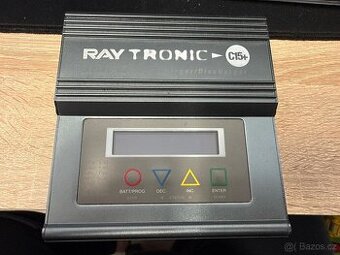 RAY TRONIC C15+
BATT/PROG. DEC. INC. ENTER
Bazos.cz